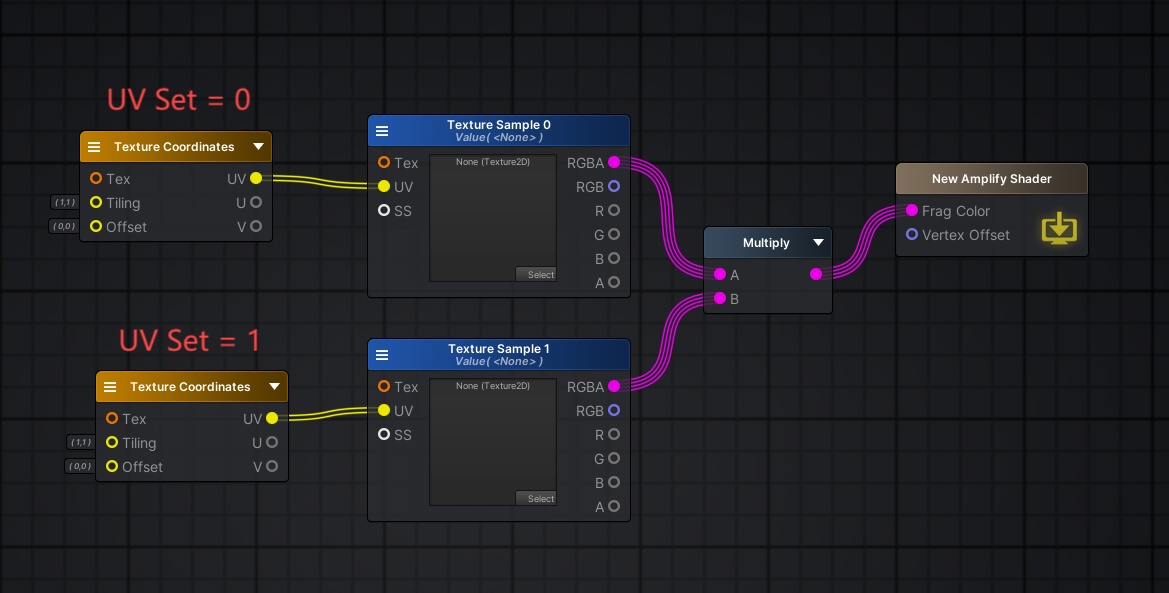 UV Set = 0
Texture Coordinates
Tex
UV
(1,1)
Tiling
U
(0,0)
Offset
V
Texture Sample 0
Value( <None> )
Tex
None (Texture2D)
RGBA
UV
RGB
SS
R
G
B
Select
A
Multiply
A
B
New Amplify Shader
Frag Color
Vertex Offset
UV Set = 1
Texture Coordinates
Tex
UV
(1,1)
Tiling
U
(0,0)
Offset
V
Texture Sample 1
Value( <None> )
Tex
None (Texture2D)
RGBA
UV
RGB
SS
R
G
B
Select
A